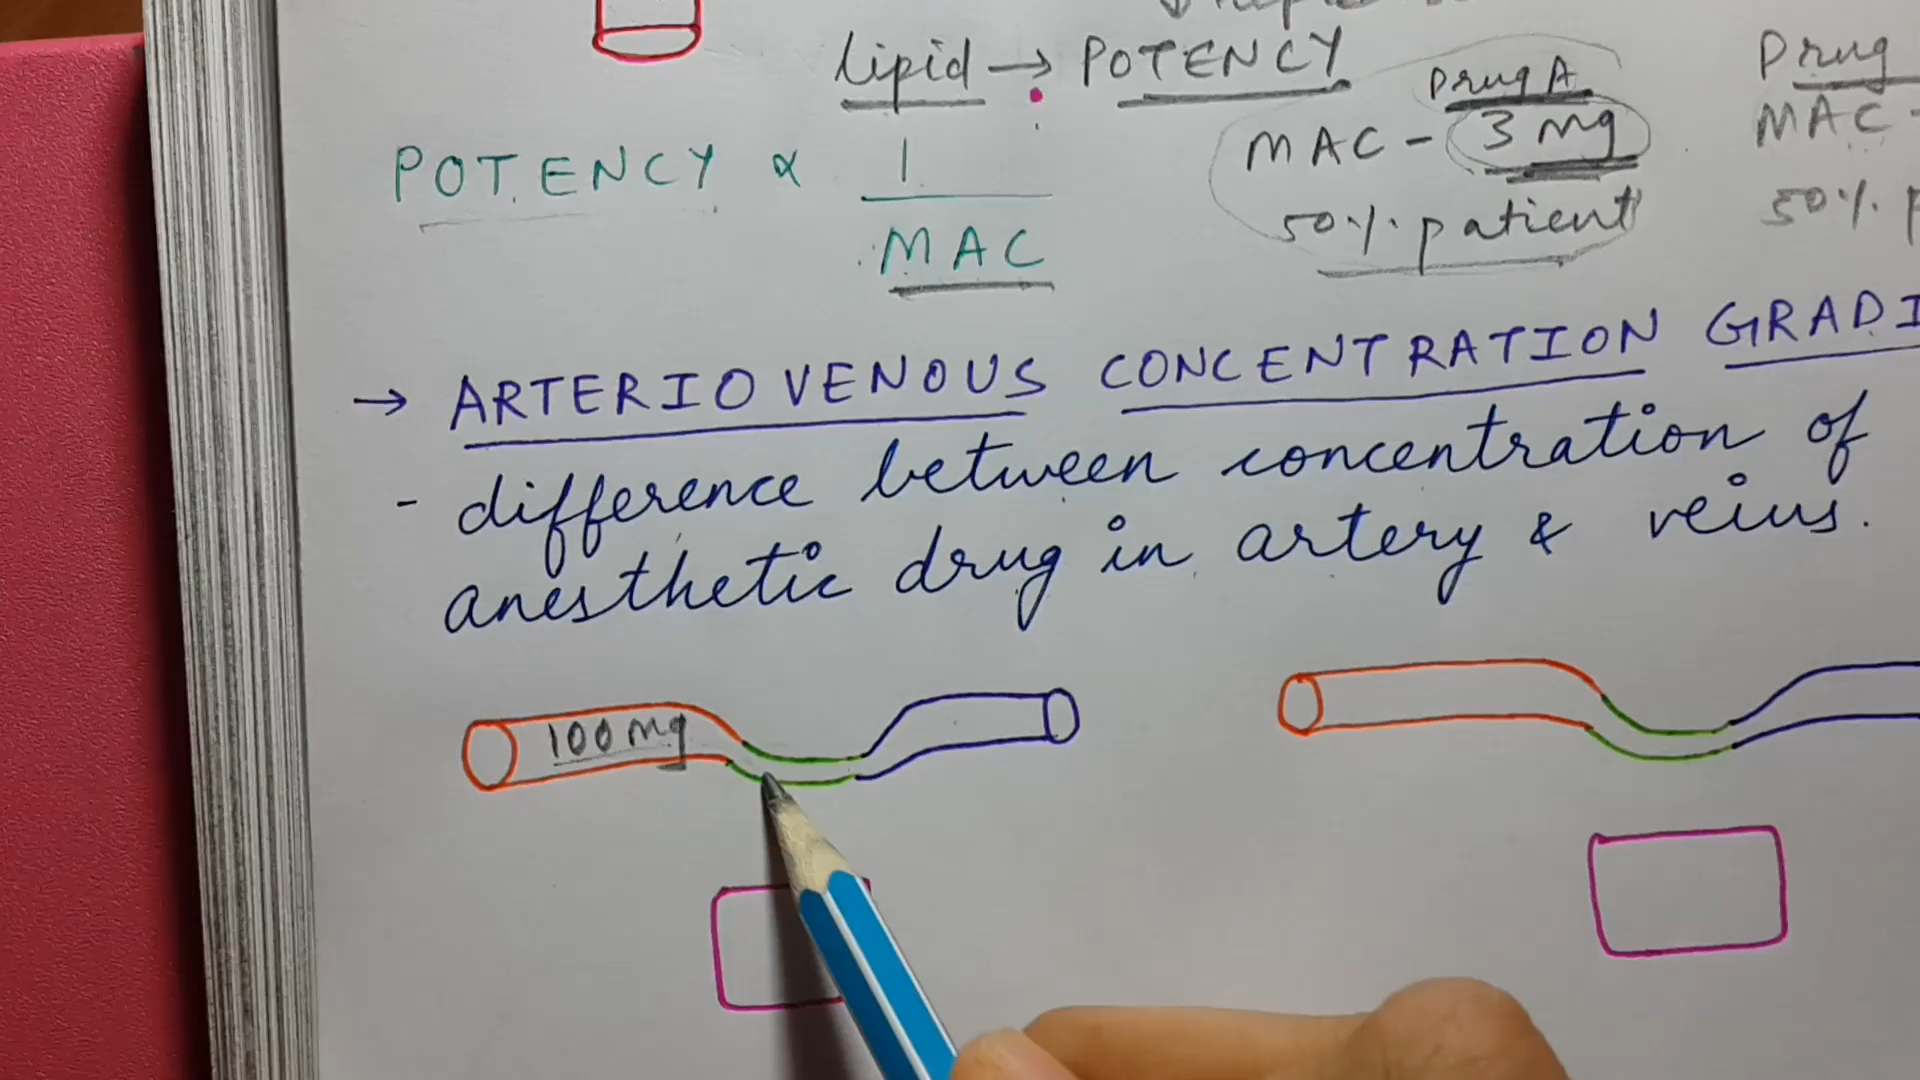 lipid → POTENCY
Drug A
Drug
POTENCY ∝ 1
MAC
MAC - 3 mg
50% patient
MAC -
50%
→ ARTERIOVENOUS CONCENTRATION GRADI
- difference between concentration of
anesthetic drug in artery & veins.
100 mg